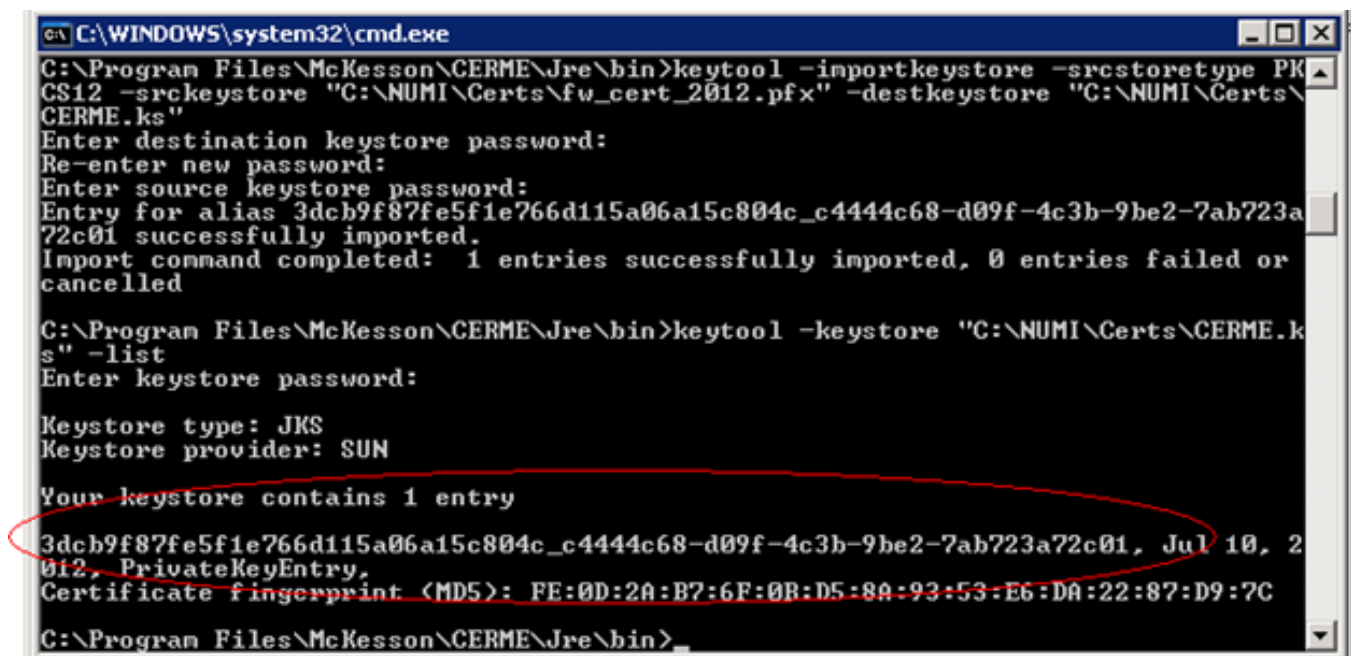 C:\WINDOWS\system32\cmd.exe
C:\Program Files\McKesson\CERME\Jre\bin>keytool -importkeystore -srcstoretype PK
CS12 -srckeystore "C:\NUMI\Certs\fw_cert_2012.pfx" -destkeystore "C:\NUMI\Certs\
CERME.ks"
Enter destination keystore password:
Re-enter new password:
Enter source keystore password:
Entry for alias 3dcb9f87fe5f1e766d115a06a15c804c_c4444c68-d09f-4c3b-9be2-7ab723a
72c01 successfully imported.
Import command completed:  1 entries successfully imported, 0 entries failed or
cancelled
C:\Program Files\McKesson\CERME\Jre\bin>keytool -keystore "C:\NUMI\Certs\CERME.k
s" -list
Enter keystore password:
Keystore type: JKS
Keystore provider: SUN
Your keystore contains 1 entry
3dcb9f87fe5f1e766d115a06a15c804c_c4444c68-d09f-4c3b-9be2-7ab723a72c01, Jul 10, 2
012, PrivateKeyEntry,
Certificate fingerprint (MD5): FE:0D:2A:B7:6F:0B:D5:8A:93:53:E6:DA:22:87:D9:7C
C:\Program Files\McKesson\CERME\Jre\bin>_